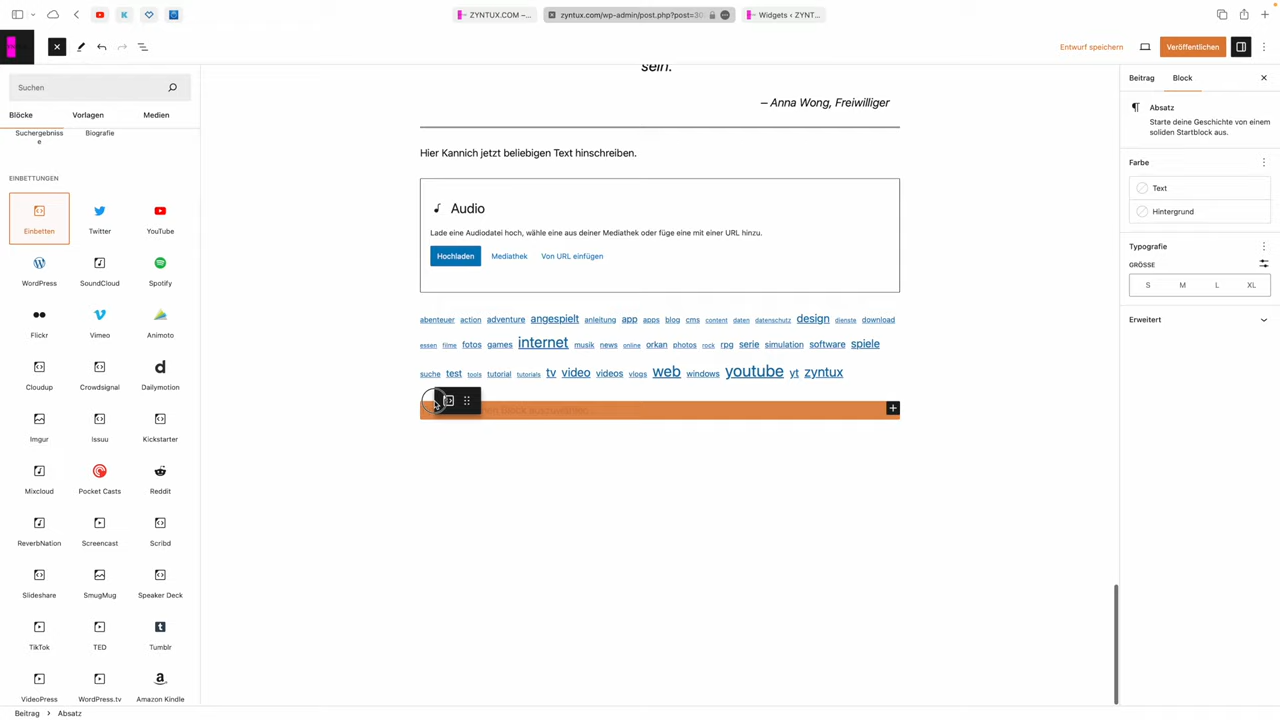 ZYNTUX.COM –...
zyntux.com/wp-admin/post.php?post=30
Widgets ‹ ZYNT...
Entwurf speichern
Veröffentlichen
Suchen
Blöcke
Vorlagen
Medien
Suchergebniss
e
Biografie
EINBETTUNGEN
Einbetten
Twitter
YouTube
WordPress
SoundCloud
Spotify
Flickr
Vimeo
Animoto
Cloudup
Crowdsignal
Dailymotion
Imgur
Issuu
Kickstarter
Mixcloud
Pocket Casts
Reddit
ReverbNation
Screencast
Scribd
Slideshare
SmugMug
Speaker Deck
TikTok
TED
Tumblr
VideoPress
WordPress.tv
Amazon Kindle
sein.
– Anna Wong, Freiwilliger
Hier Kannich jetzt beliebigen Text hinschreiben.
Audio
Lade eine Audiodatei hoch, wähle eine aus deiner Mediathek oder füge eine mit einer URL hinzu.
Hochladen
Mediathek
Von URL einfügen
abenteuer action adventure angespielt anleitung app apps blog cms content daten datenschutz design dienste download
essen filme fotos games internet musik news online orkan photos rock rpg serie simulation software spiele
suche test tools tutorial tutorials tv video videos vlogs web windows youtube yt zyntux
Block auszuwählen
Beitrag
Block
Absatz
Starte deine Geschichte von einem
soliden Startblock aus.
Farbe
Text
Hintergrund
Typografie
GRÖSSE
S
M
L
XL
Erweitert
Beitrag
Absatz